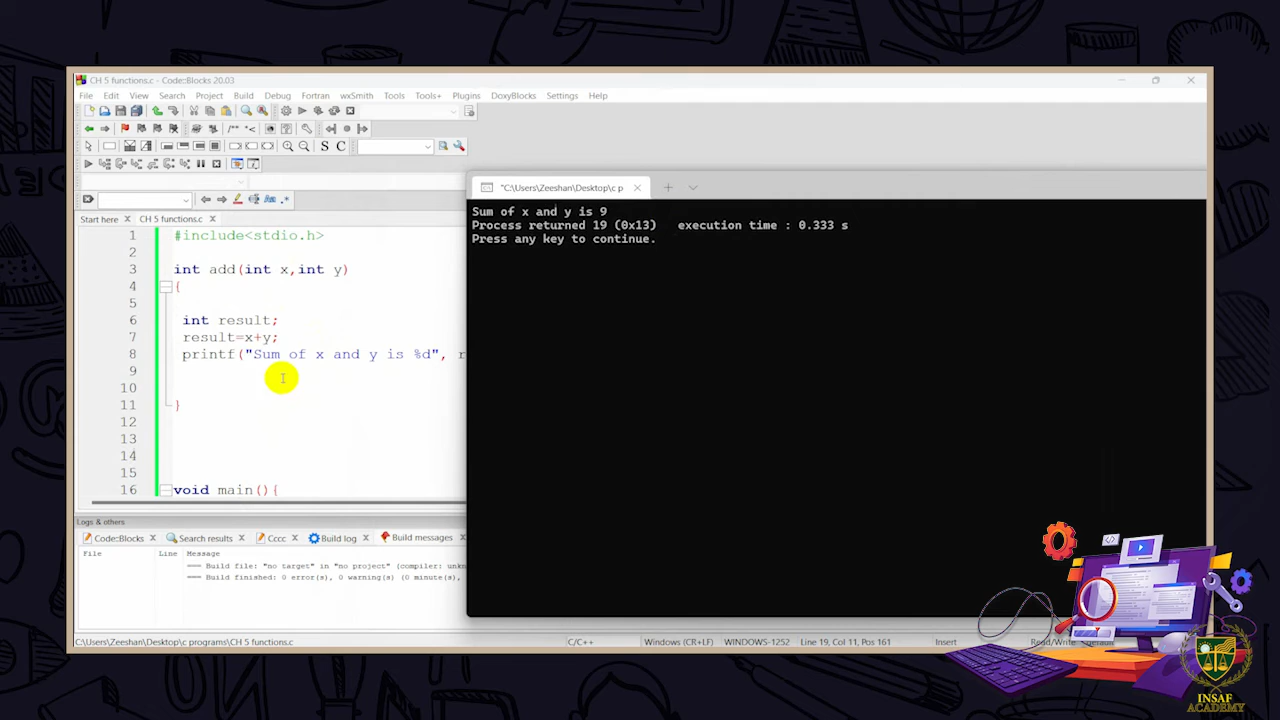 CH 5 functions.c - Code::Blocks 20.03
File Edit View Search Project Build Debug Fortran wxSmith Tools Tools+ Plugins DoxyBlocks Settings Help
S C
Start here CH 5 functions.c
1 #include<stdio.h>
2
3 int add(int x,int y)
4 {
5
6 int result;
7 result=x+y;
8 printf("Sum of x and y is %d", r
9
10
11 }
12
13
14
15
16 void main(){
"C:\Users\Zeeshan\Desktop\c p
Sum of x and y is 9
Process returned 19 (0x13) execution time : 0.333 s
Press any key to continue.
Logs & others
Code::Blocks Search results Cccc Build log Build messages
File Line Message
=== Build file: "no target" in "no project" (compiler: unkn
=== Build finished: 0 error(s), 0 warning(s) (0 minute(s),
C:\Users\Zeeshan\Desktop\c programs\CH 5 functions.c C/C++ Windows (CR+LF) WINDOWS-1252 Line 19, Col 11, Pos 161 Insert Read/Write default
INSAF
ACADEMY